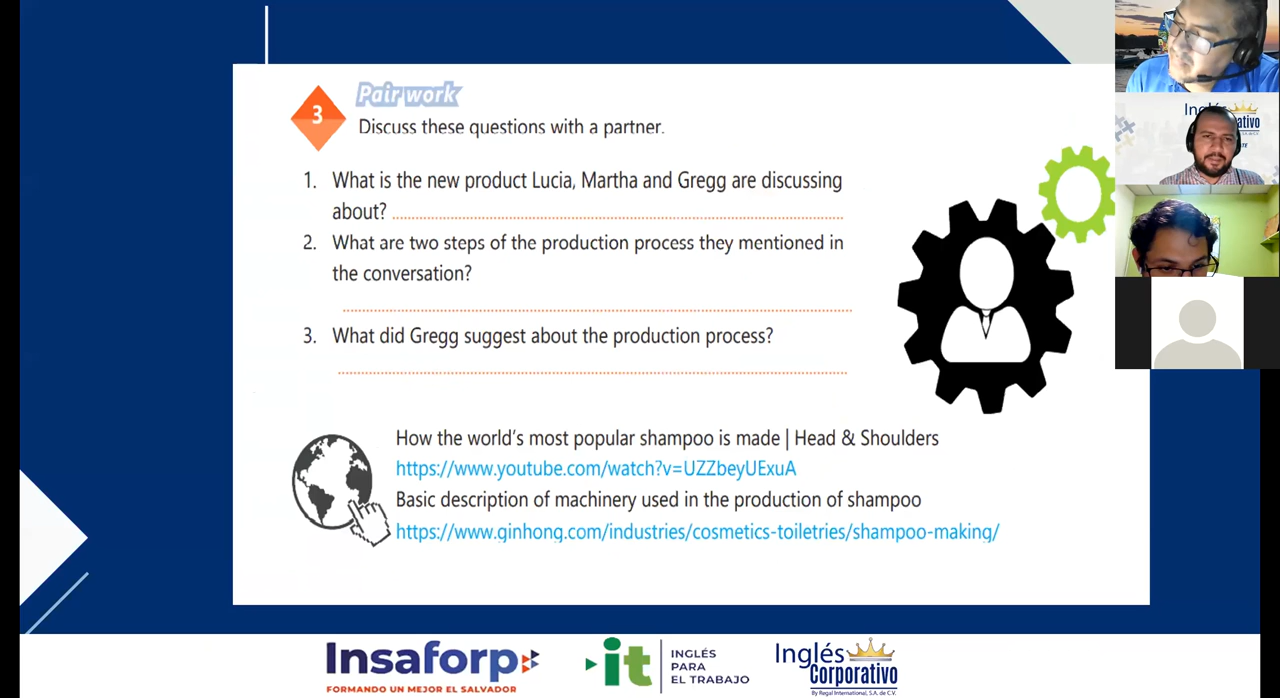 3
Pair work
Discuss these questions with a partner.
1. What is the new product Lucia, Martha and Gregg are discussing
about?
2. What are two steps of the production process they mentioned in
the conversation?
3. What did Gregg suggest about the production process?
How the world's most popular shampoo is made | Head & Shoulders
https://www.youtube.com/watch?v=UZZbeyUExuA
Basic description of machinery used in the production of shampoo
https://www.ginhong.com/industries/cosmetics-toiletries/shampoo-making/
Insaforp
FORMANDO UN MEJOR EL SALVADOR
it
INGLÉS
PARA
EL TRABAJO
Inglés
Corporativo
By Regal International, S.A. de C.V.